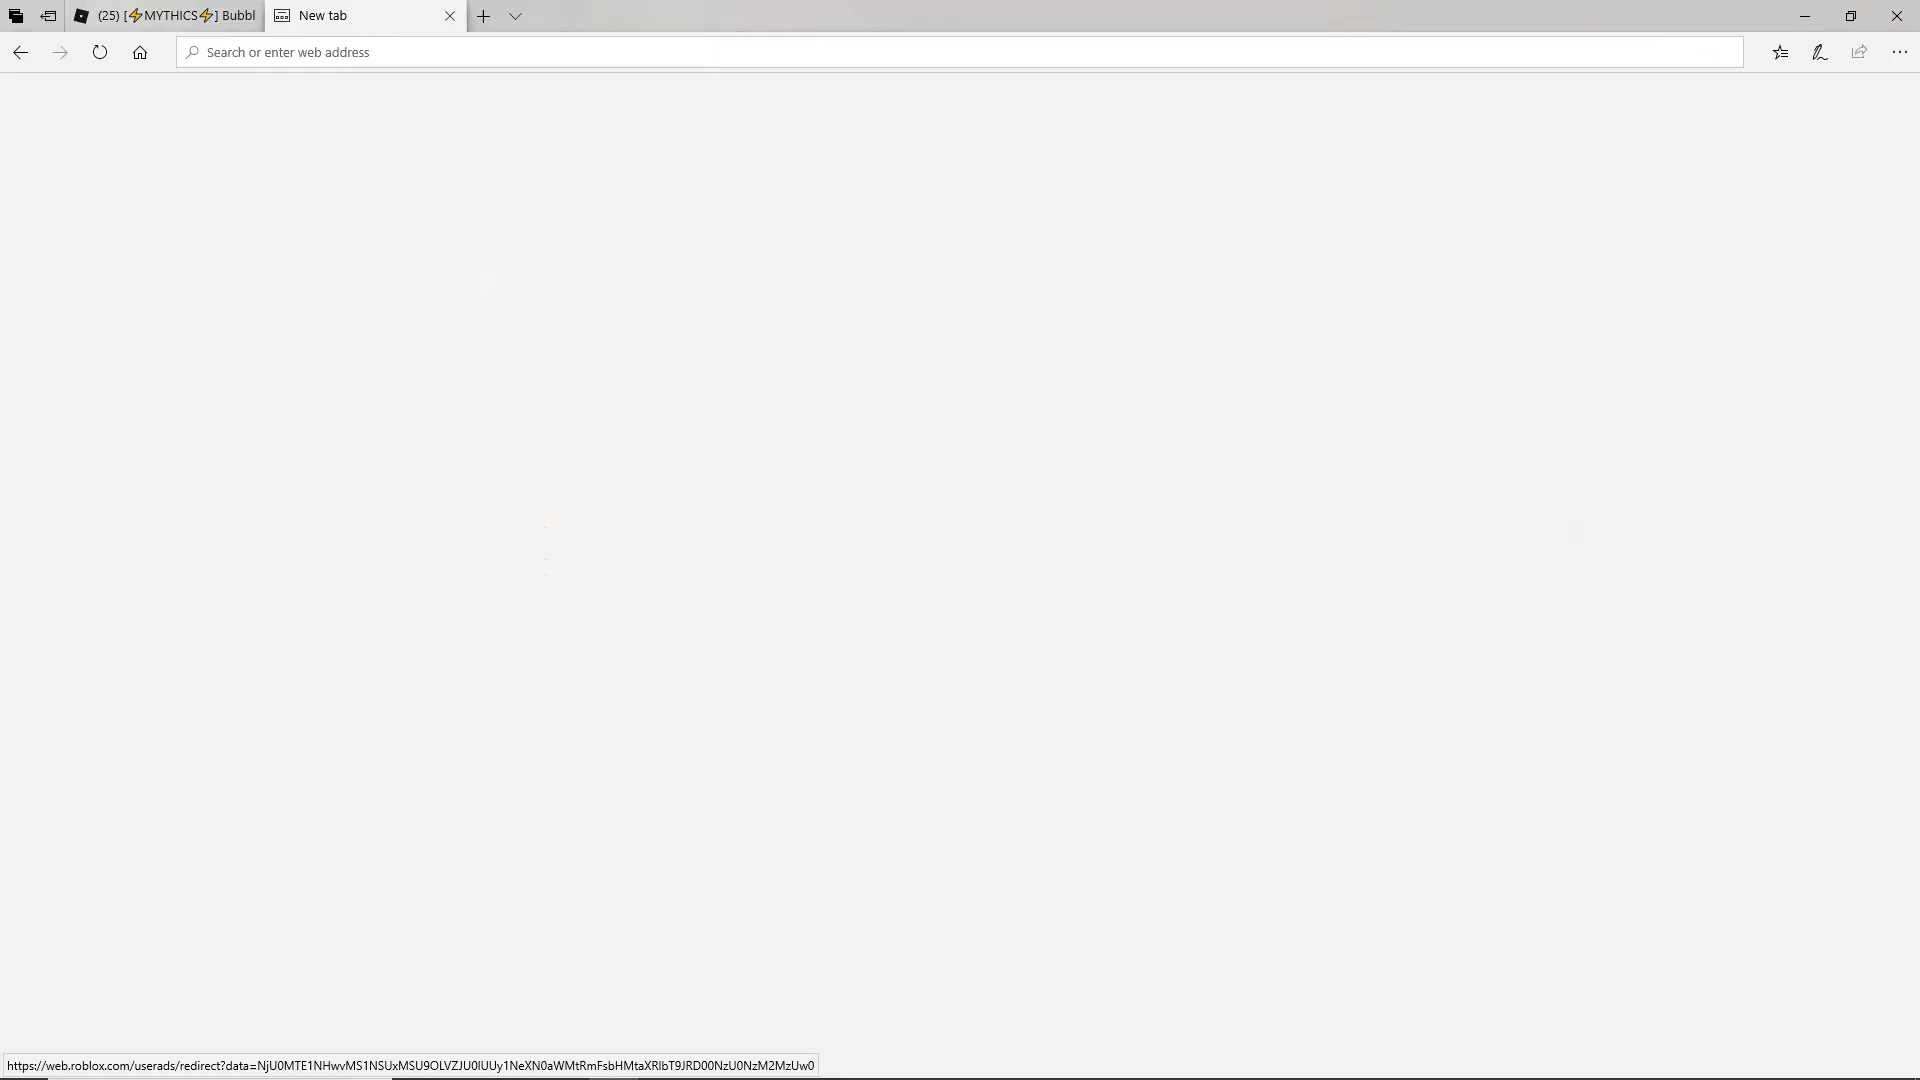 (25) [⚡MYTHICS⚡] Bubbl
New tab
Search or enter web address
https://web.roblox.com/userads/redirect?data=NjU0MTE1NHwvMS1NSUxMSU9OLVZJU0lUUy1NeXN0aWMtRmFsbHMtaXRlbT9JRD00NzU0NzM2MzUw0